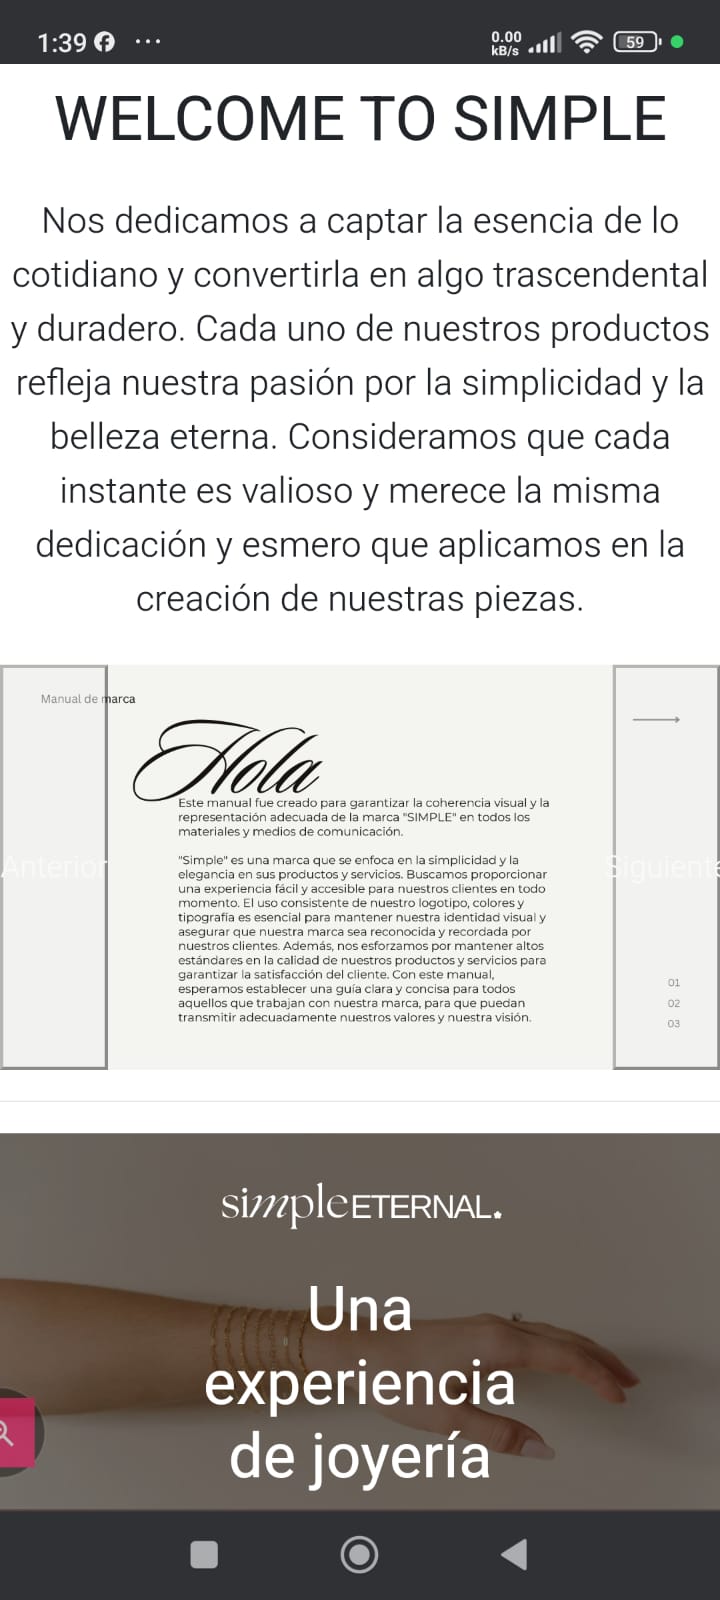 1:39
0.00
kB/s
59
WELCOME TO SIMPLE
Nos dedicamos a captar la esencia de lo
cotidiano y convertirla en algo trascendental
y duradero. Cada uno de nuestros productos
refleja nuestra pasión por la simplicidad y la
belleza eterna. Consideramos que cada
instante es valioso y merece la misma
dedicación y esmero que aplicamos en la
creación de nuestras piezas.
Manual de marca
Hola
Este manual fue creado para garantizar la coherencia visual y la
representación adecuada de la marca "SIMPLE" en todos los
materiales y medios de comunicación.
"Simple" es una marca que se enfoca en la simplicidad y la
elegancia en sus productos y servicios. Buscamos proporcionar
una experiencia fácil y accesible para nuestros clientes en todo
momento. El uso consistente de nuestro logotipo, colores y
tipografía es esencial para mantener nuestra identidad visual y
asegurar que nuestra marca sea reconocida y recordada por
nuestros clientes. Además, nos esforzamos por mantener altos
estándares en la calidad de nuestros productos y servicios para
garantizar la satisfacción del cliente. Con este manual,
esperamos establecer una guía clara y concisa para todos
aquellos que trabajan con nuestra marca, para que puedan
transmitir adecuadamente nuestros valores y nuestra visión.
Anterior
Siguiente
01
02
03
simpleETERNAL.
Una
experiencia
de joyería